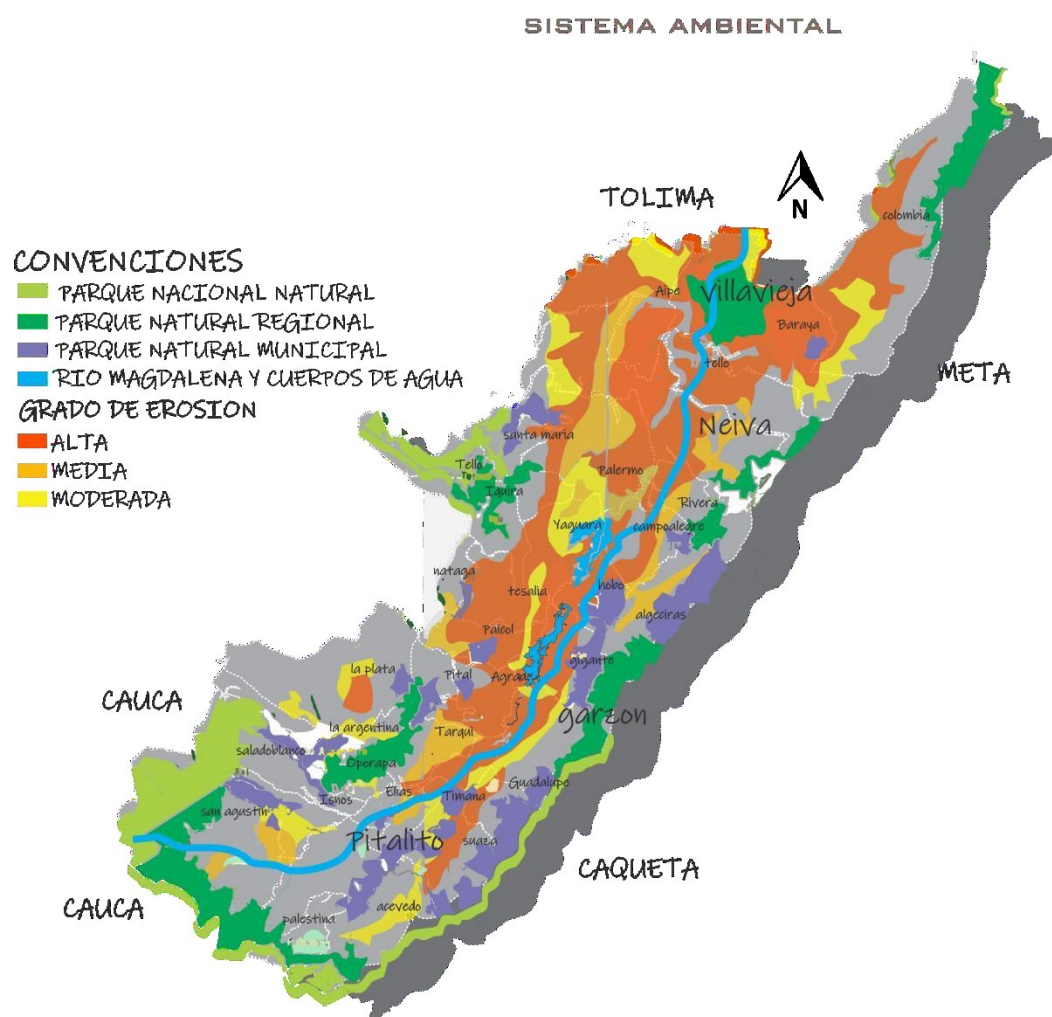 SISTEMA AMBIENTAL
TOLIMA
N
CONVENCIONES
PARQUE NACIONAL NATURAL
PARQUE NATURAL REGIONAL
PARQUE NATURAL MUNICIPAL
RIO MAGDALENA Y CUERPOS DE AGUA
GRADO DE EROSION
ALTA
MEDIA
MODERADA
colombia
Aipe
Villavieja
Baraya
tello
META
Neiva
santa maria
Tello
Iquira
Palermo
Rivera
Yaguara
campoalegre
nataga
tesalia
hobo
algeciras
Paicol
gigante
la plata
Pital
Agrado
CAUCA
garzon
la argentina
Tarqui
saladoblanco
Oporapa
Guadalupe
Isnos
Elias
Timana
san agustin
Pitalito
suaza
CAQUETA
CAUCA
acevedo
palestina